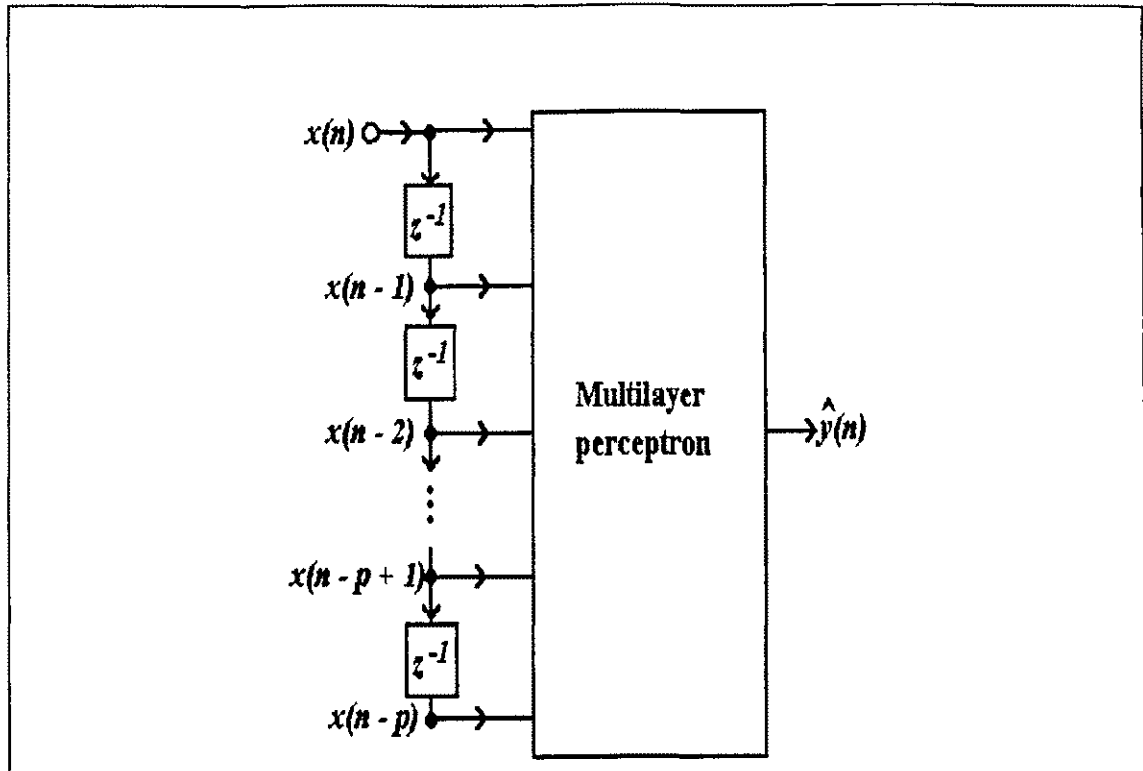 x(n)
z⁻¹
x(n - 1)
z⁻¹
x(n - 2)
Multilayer
perceptron
ŷ(n)
x(n - p + 1)
z⁻¹
x(n - p)